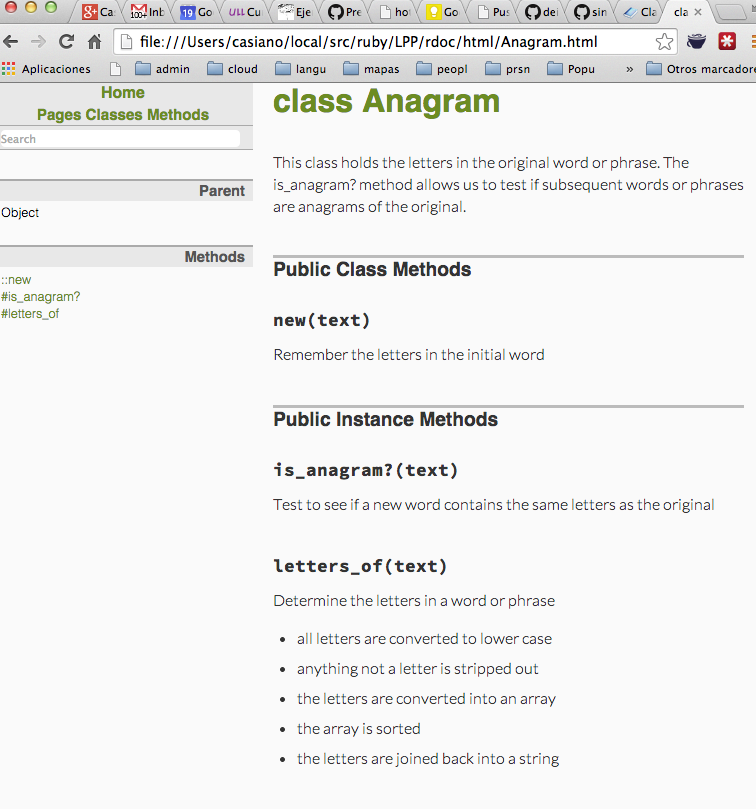 Ca
100+ Inb
19 Go
ULL Cu
Eje
Pre
ho
Go
Pus
de
sin
Cla
cla ×
file:///Users/casiano/local/src/ruby/LPP/rdoc/html/Anagram.html
Aplicaciones
admin
cloud
langu
mapas
peopl
prsn
Popu
»
Otros marcadore
Home
Pages Classes Methods
Search
Parent
Object
Methods
::new
#is_anagram?
#letters_of
class Anagram
This class holds the letters in the original word or phrase. The
is_anagram? method allows us to test if subsequent words or phrases
are anagrams of the original.
Public Class Methods
new(text)
Remember the letters in the initial word
Public Instance Methods
is_anagram?(text)
Test to see if a new word contains the same letters as the original
letters_of(text)
Determine the letters in a word or phrase
• all letters are converted to lower case
• anything not a letter is stripped out
• the letters are converted into an array
• the array is sorted
• the letters are joined back into a string